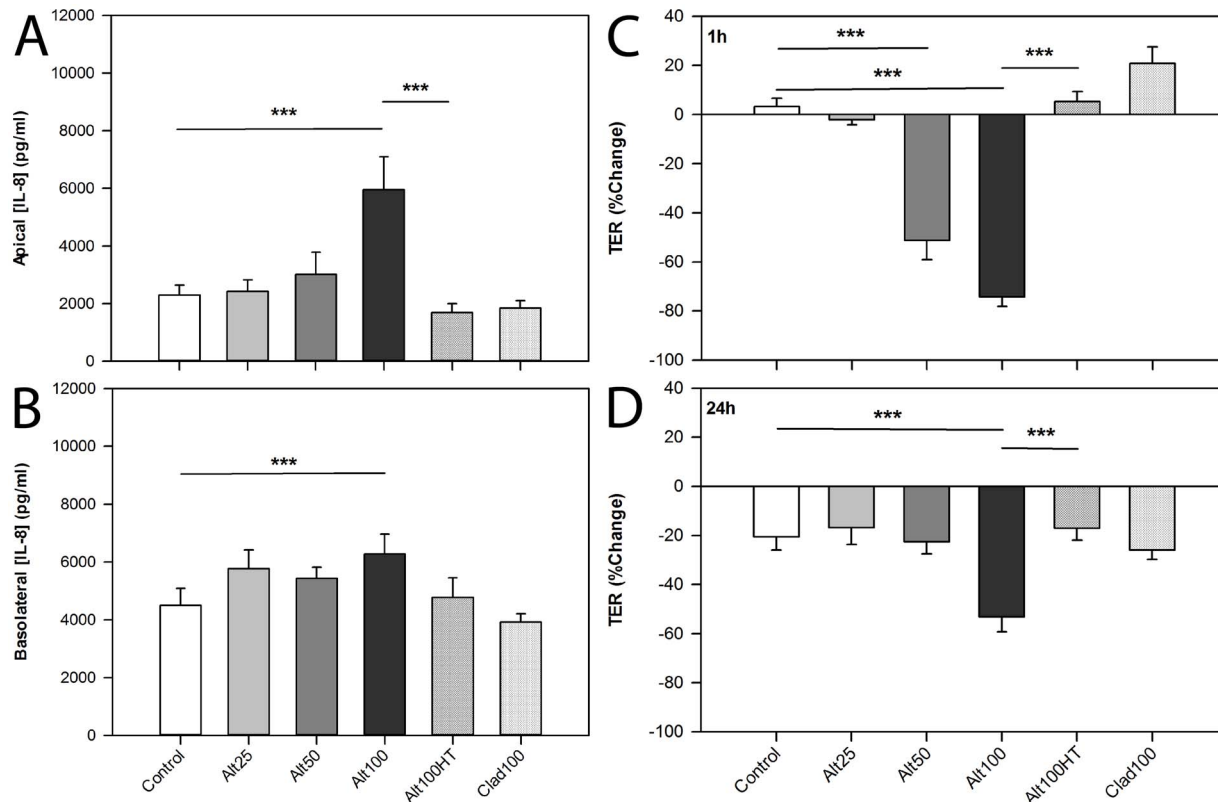 A
Apical [IL-8] (pg/ml)
12000
10000
8000
6000
4000
2000
0
***
***
B
Basolateral [IL-8] (pg/ml)
12000
10000
8000
6000
4000
2000
0
***
Control
Alt25
Alt50
Alt100
Alt100HT
Clad100
C
1h
TER (%Change)
40
20
0
-20
-40
-60
-80
-100
***
***
***
D
24h
TER (%Change)
40
20
0
-20
-40
-60
-80
-100
***
***
Control
Alt25
Alt50
Alt100
Alt100HT
Clad100